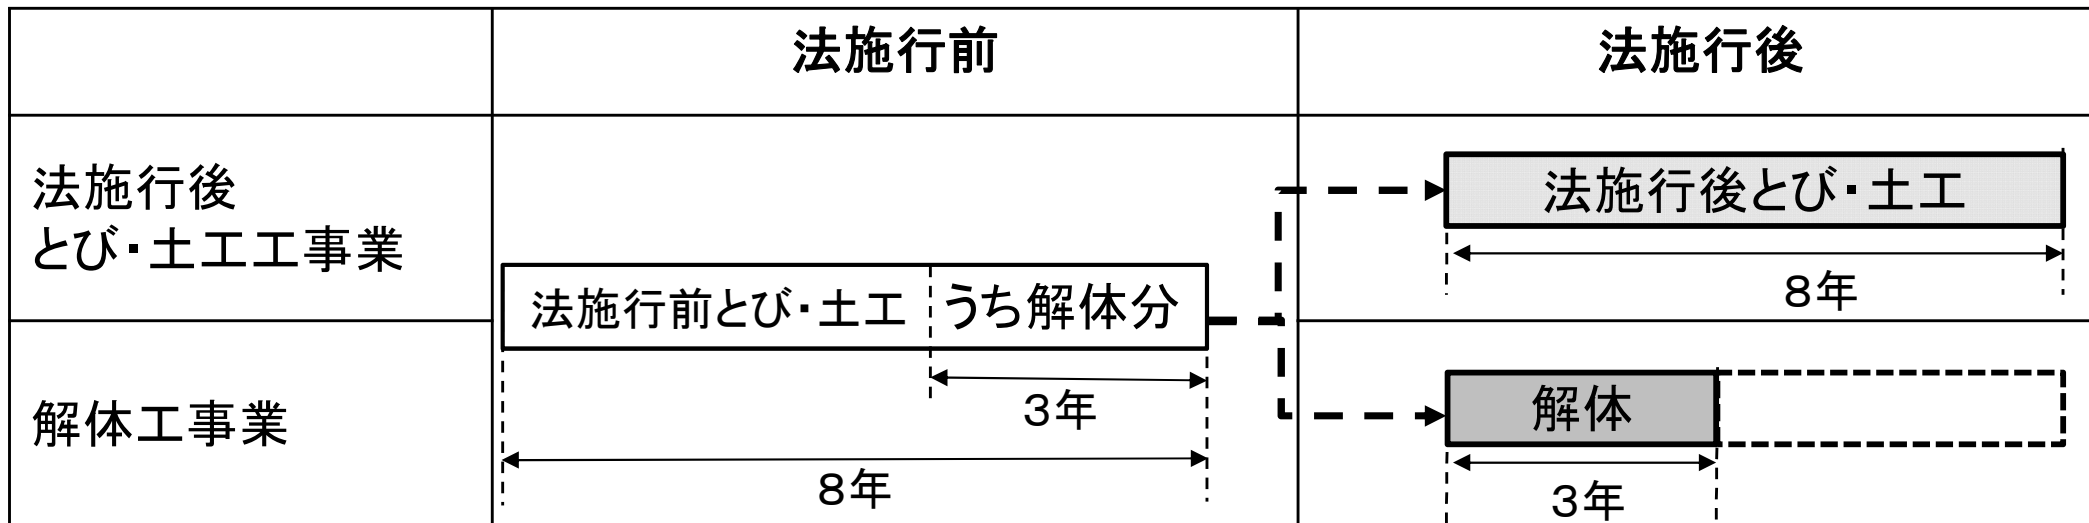 法施行前
法施行後
法施行後
とび・土工工事業
法施行後とび・土工
8年
法施行前とび・土工
うち解体分
3年
8年
解体工事業
解体
3年